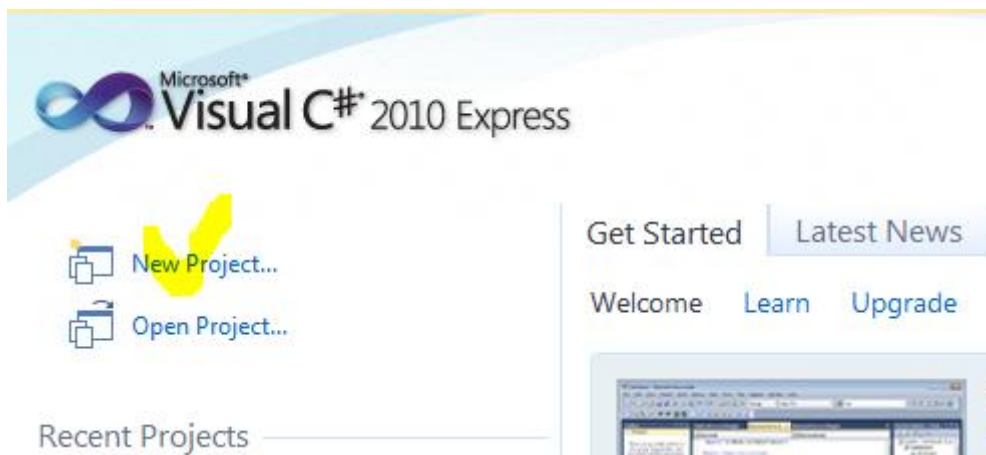 Microsoft®
Visual C#® 2010 Express
New Project...
Open Project...
Recent Projects
Get Started
Latest News
Welcome
Learn
Upgrade